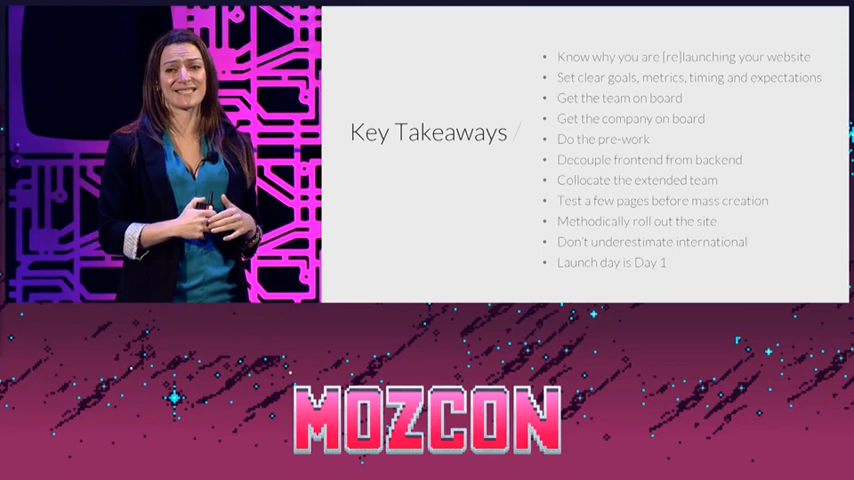 Key Takeaways /
• Know why you are [re]launching your website
• Set clear goals, metrics, timing and expectations
• Get the team on board
• Get the company on board
• Do the pre-work
• Decouple frontend from backend
• Collocate the extended team
• Test a few pages before mass creation
• Methodically roll out the site
• Don't underestimate international
• Launch day is Day 1
MOZCON